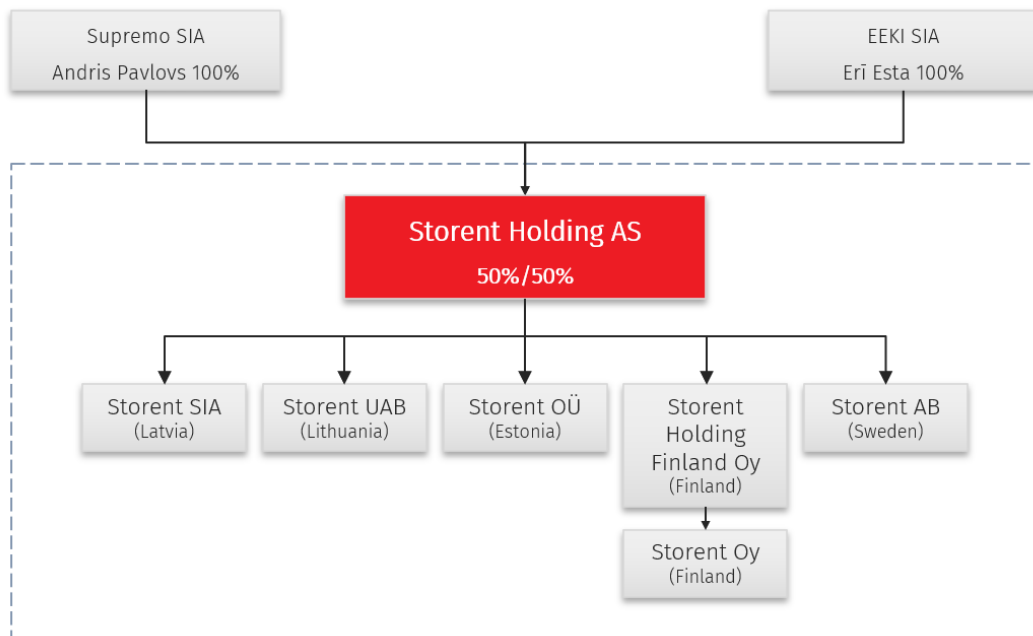 Supremo SIA
Andris Pavlovs 100%
EEKI SIA
Erī Esta 100%
Storent Holding AS
50%/50%
Storent SIA
(Latvia)
Storent UAB
(Lithuania)
Storent OÜ
(Estonia)
Storent
Holding
Finland Oy
(Finland)
Storent AB
(Sweden)
Storent Oy
(Finland)